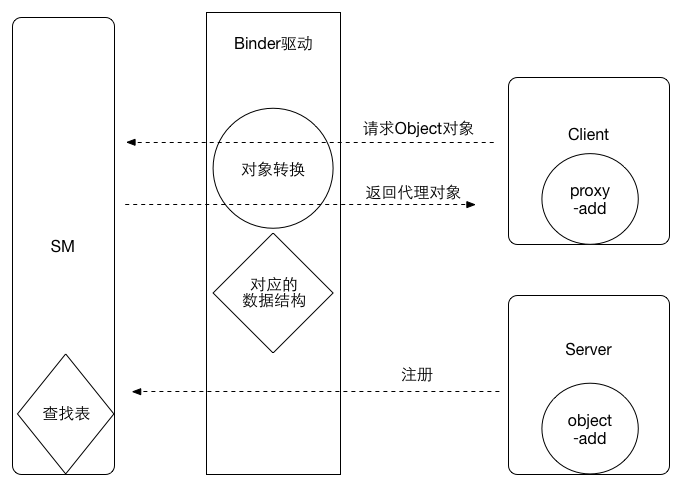 Binder驱动
请求Object对象
Client
对象转换
proxy
-add
返回代理对象
SM
对应的
数据结构
Server
注册
查找表
object
-add